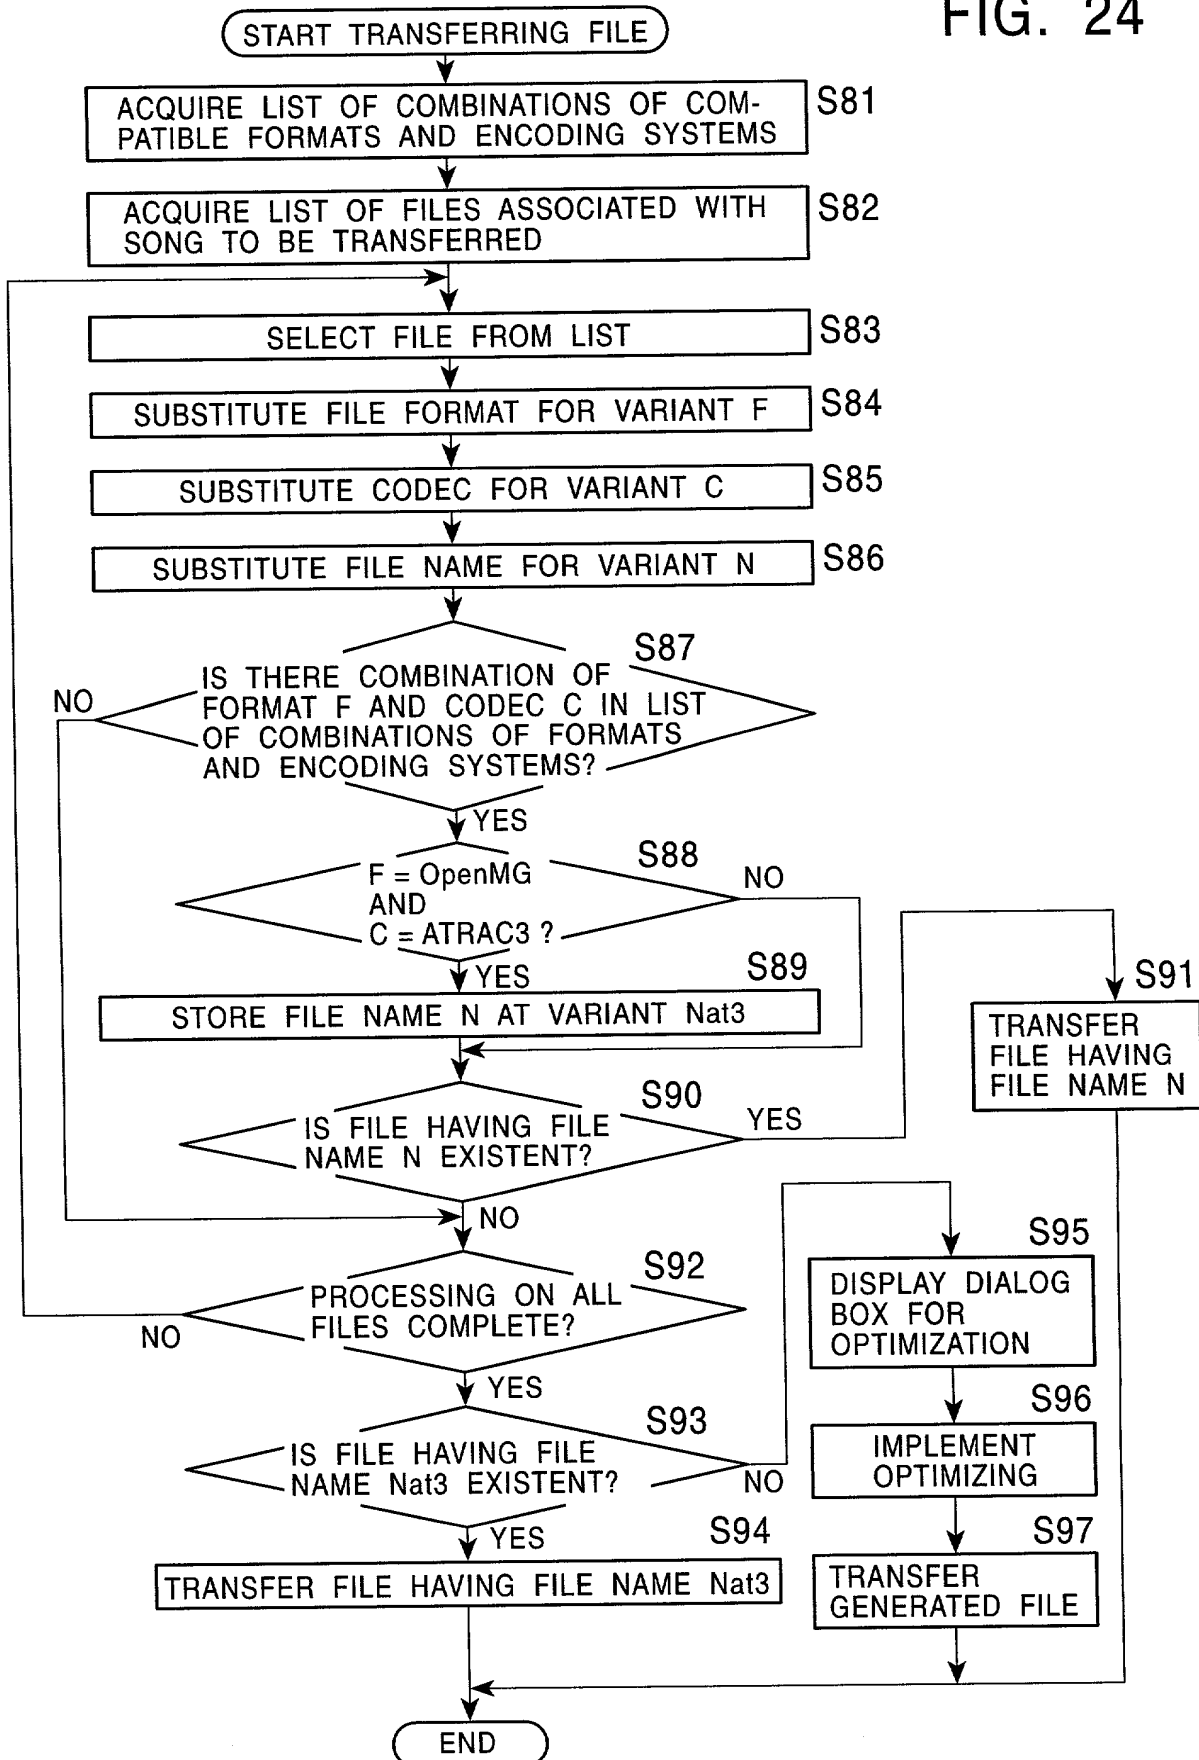 FIG. 24
START TRANSFERRING FILE
ACQUIRE LIST OF COMBINATIONS OF COM-
PATIBLE FORMATS AND ENCODING SYSTEMS
S81
ACQUIRE LIST OF FILES ASSOCIATED WITH
SONG TO BE TRANSFERRED
S82
SELECT FILE FROM LIST
S83
SUBSTITUTE FILE FORMAT FOR VARIANT F
S84
SUBSTITUTE CODEC FOR VARIANT C
S85
SUBSTITUTE FILE NAME FOR VARIANT N
S86
S87
IS THERE COMBINATION OF
FORMAT F AND CODEC C IN LIST
OF COMBINATIONS OF FORMATS
AND ENCODING SYSTEMS?
NO
YES
S88
F = OpenMG
AND
C = ATRAC3 ?
NO
YES
S89
STORE FILE NAME N AT VARIANT Nat3
S90
IS FILE HAVING FILE
NAME N EXISTENT?
YES
S91
TRANSFER
FILE HAVING
FILE NAME N
NO
S92
PROCESSING ON ALL
FILES COMPLETE?
NO
YES
S93
IS FILE HAVING FILE
NAME Nat3 EXISTENT?
NO
YES
S94
TRANSFER FILE HAVING FILE NAME Nat3
S95
DISPLAY DIALOG
BOX FOR
OPTIMIZATION
S96
IMPLEMENT
OPTIMIZING
S97
TRANSFER
GENERATED FILE
END